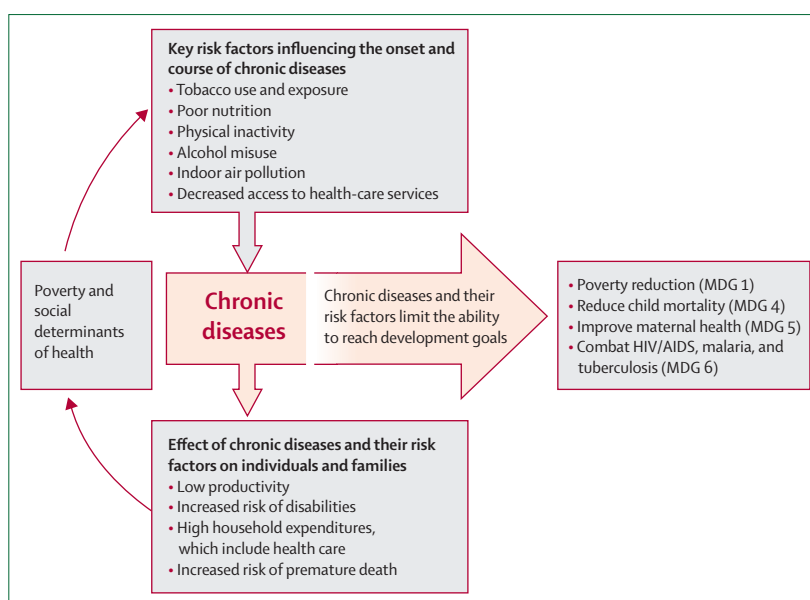 Key risk factors influencing the onset and
course of chronic diseases
• Tobacco use and exposure
• Poor nutrition
• Physical inactivity
• Alcohol misuse
• Indoor air pollution
• Decreased access to health-care services
Poverty and
social
determinants
of health
Chronic
diseases
Chronic diseases and their
risk factors limit the ability
to reach development goals
• Poverty reduction (MDG 1)
• Reduce child mortality (MDG 4)
• Improve maternal health (MDG 5)
• Combat HIV/AIDS, malaria, and
tuberculosis (MDG 6)
Effect of chronic diseases and their risk
factors on individuals and families
• Low productivity
• Increased risk of disabilities
• High household expenditures,
which include health care
• Increased risk of premature death